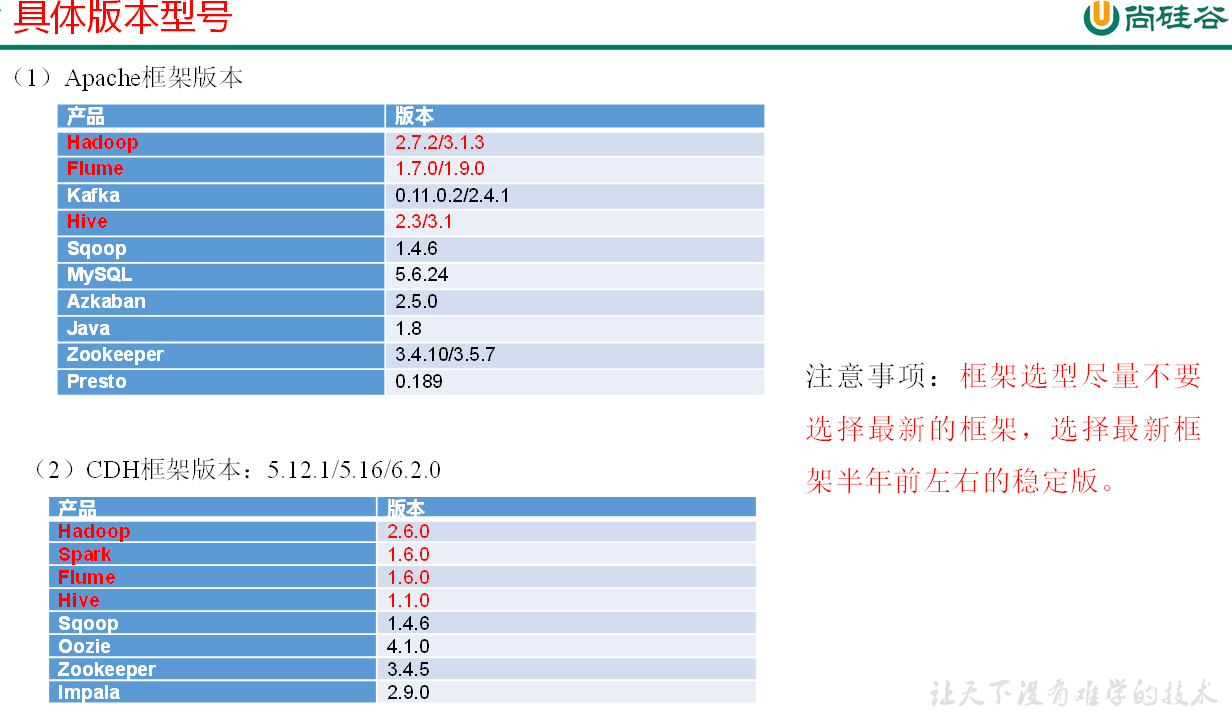 具体版本型号
尚硅谷
（1）Apache框架版本
产品 版本
Hadoop 2.7.2/3.1.3
Flume 1.7.0/1.9.0
Kafka 0.11.0.2/2.4.1
Hive 2.3/3.1
Sqoop 1.4.6
MySQL 5.6.24
Azkaban 2.5.0
Java 1.8
Zookeeper 3.4.10/3.5.7
Presto 0.189
注意事项：框架选型尽量不要
选择最新的框架，选择最新框
架半年前左右的稳定版。
（2）CDH框架版本：5.12.1/5.16/6.2.0
产品 版本
Hadoop 2.6.0
Spark 1.6.0
Flume 1.6.0
Hive 1.1.0
Sqoop 1.4.6
Oozie 4.1.0
Zookeeper 3.4.5
Impala 2.9.0
让天下没有难学的技术